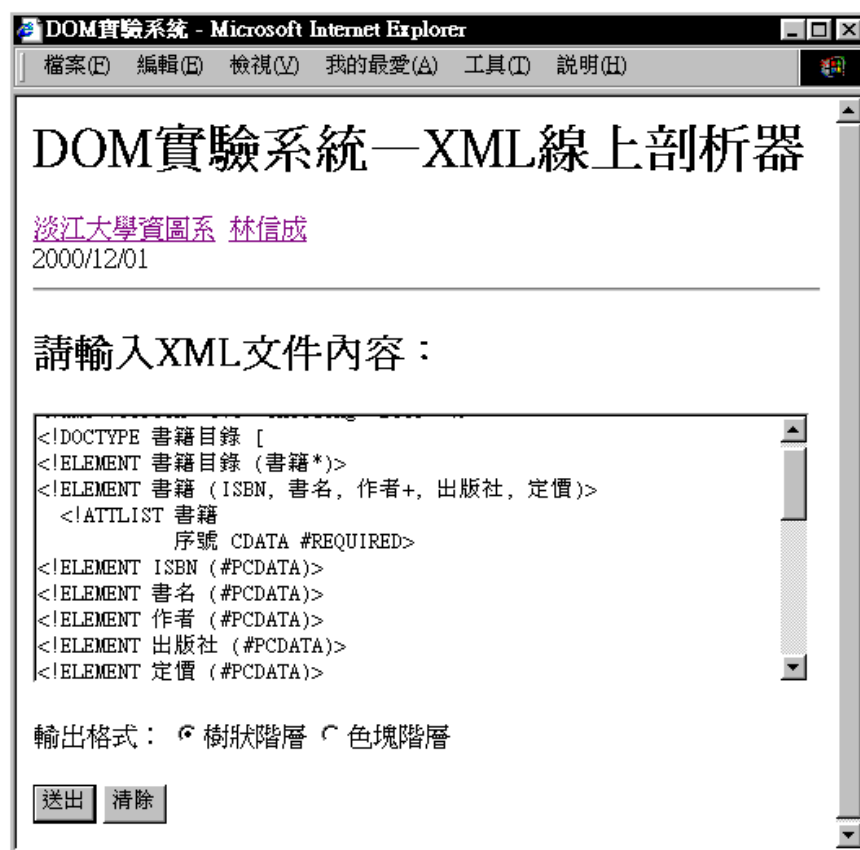 DOM實驗系統 - Microsoft Internet Explorer
檔案(F) 編輯(E) 檢視(V) 我的最愛(A) 工具(T) 說明(H)
DOM實驗系統—XML線上剖析器
淡江大學資圖系 林信成
2000/12/01
請輸入XML文件內容：
<!DOCTYPE 書籍目錄 [
<!ELEMENT 書籍目錄 (書籍*)>
<!ELEMENT 書籍 (ISBN, 書名, 作者+, 出版社, 定價)>
<!ATTLIST 書籍
序號 CDATA #REQUIRED>
<!ELEMENT ISBN (#PCDATA)>
<!ELEMENT 書名 (#PCDATA)>
<!ELEMENT 作者 (#PCDATA)>
<!ELEMENT 出版社 (#PCDATA)>
<!ELEMENT 定價 (#PCDATA)>
輸出格式： 樹狀階層 色塊階層
送出 清除